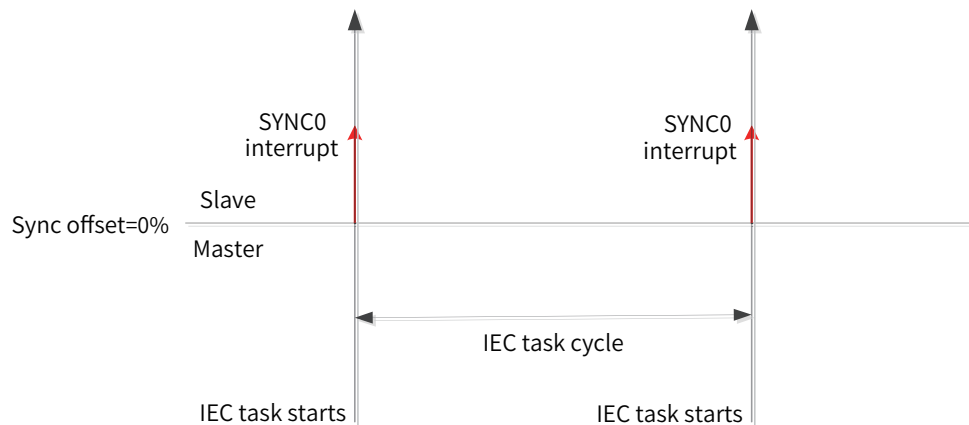 SYNC0
interrupt
SYNC0
interrupt
Slave
Sync offset=0%
Master
IEC task cycle
IEC task starts
IEC task starts